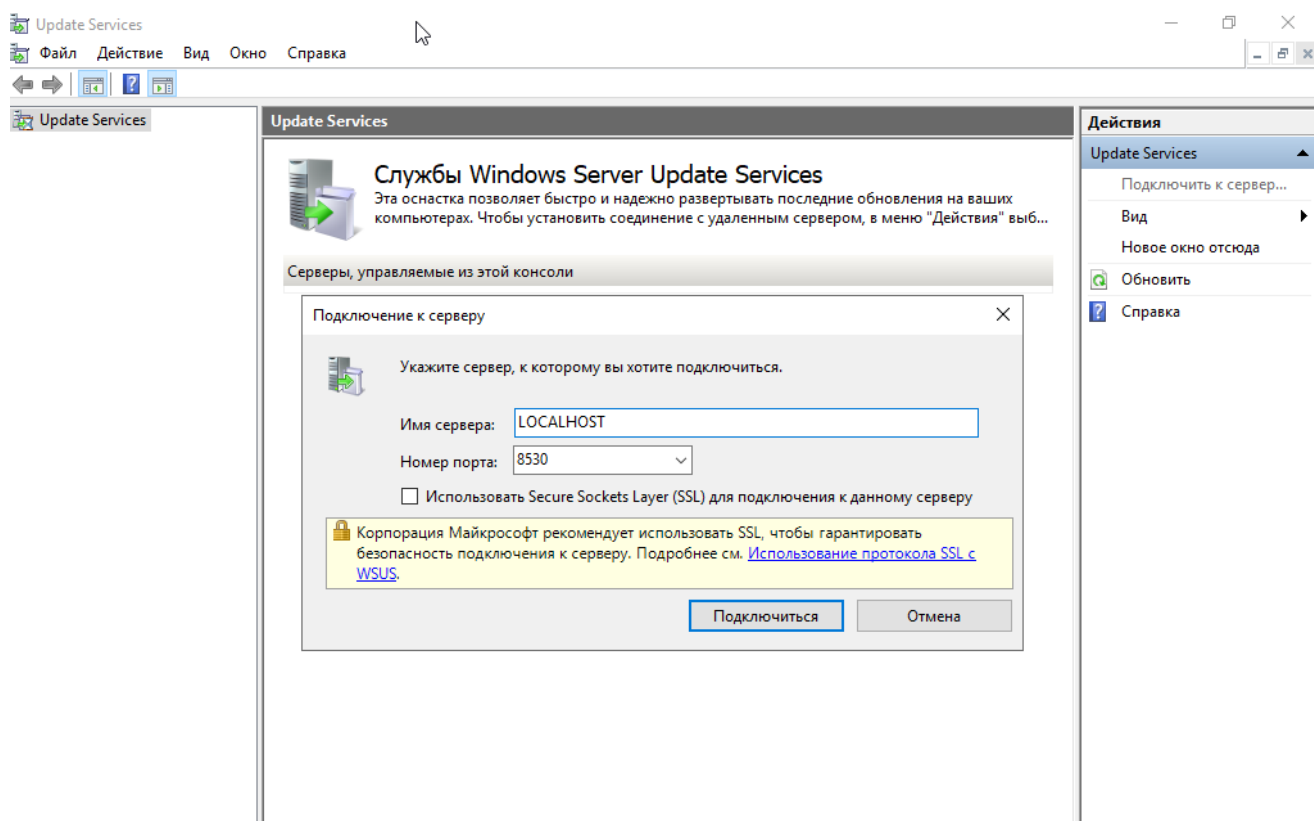 Update Services
Файл Действие Вид Окно Справка
Update Services
Update Services
Службы Windows Server Update Services
Эта оснастка позволяет быстро и надежно развертывать последние обновления на ваших
компьютерах. Чтобы установить соединение с удаленным сервером, в меню "Действия" выб...
Серверы, управляемые из этой консоли
Подключение к серверу
Укажите сервер, к которому вы хотите подключиться.
Имя сервера: LOCALHOST
Номер порта: 8530
Использовать Secure Sockets Layer (SSL) для подключения к данному серверу
Корпорация Майкрософт рекомендует использовать SSL, чтобы гарантировать
безопасность подключения к серверу. Подробнее см. Использование протокола SSL с
WSUS.
Подключиться Отмена
Действия
Update Services
Подключить к сервер...
Вид
Новое окно отсюда
Обновить
Справка